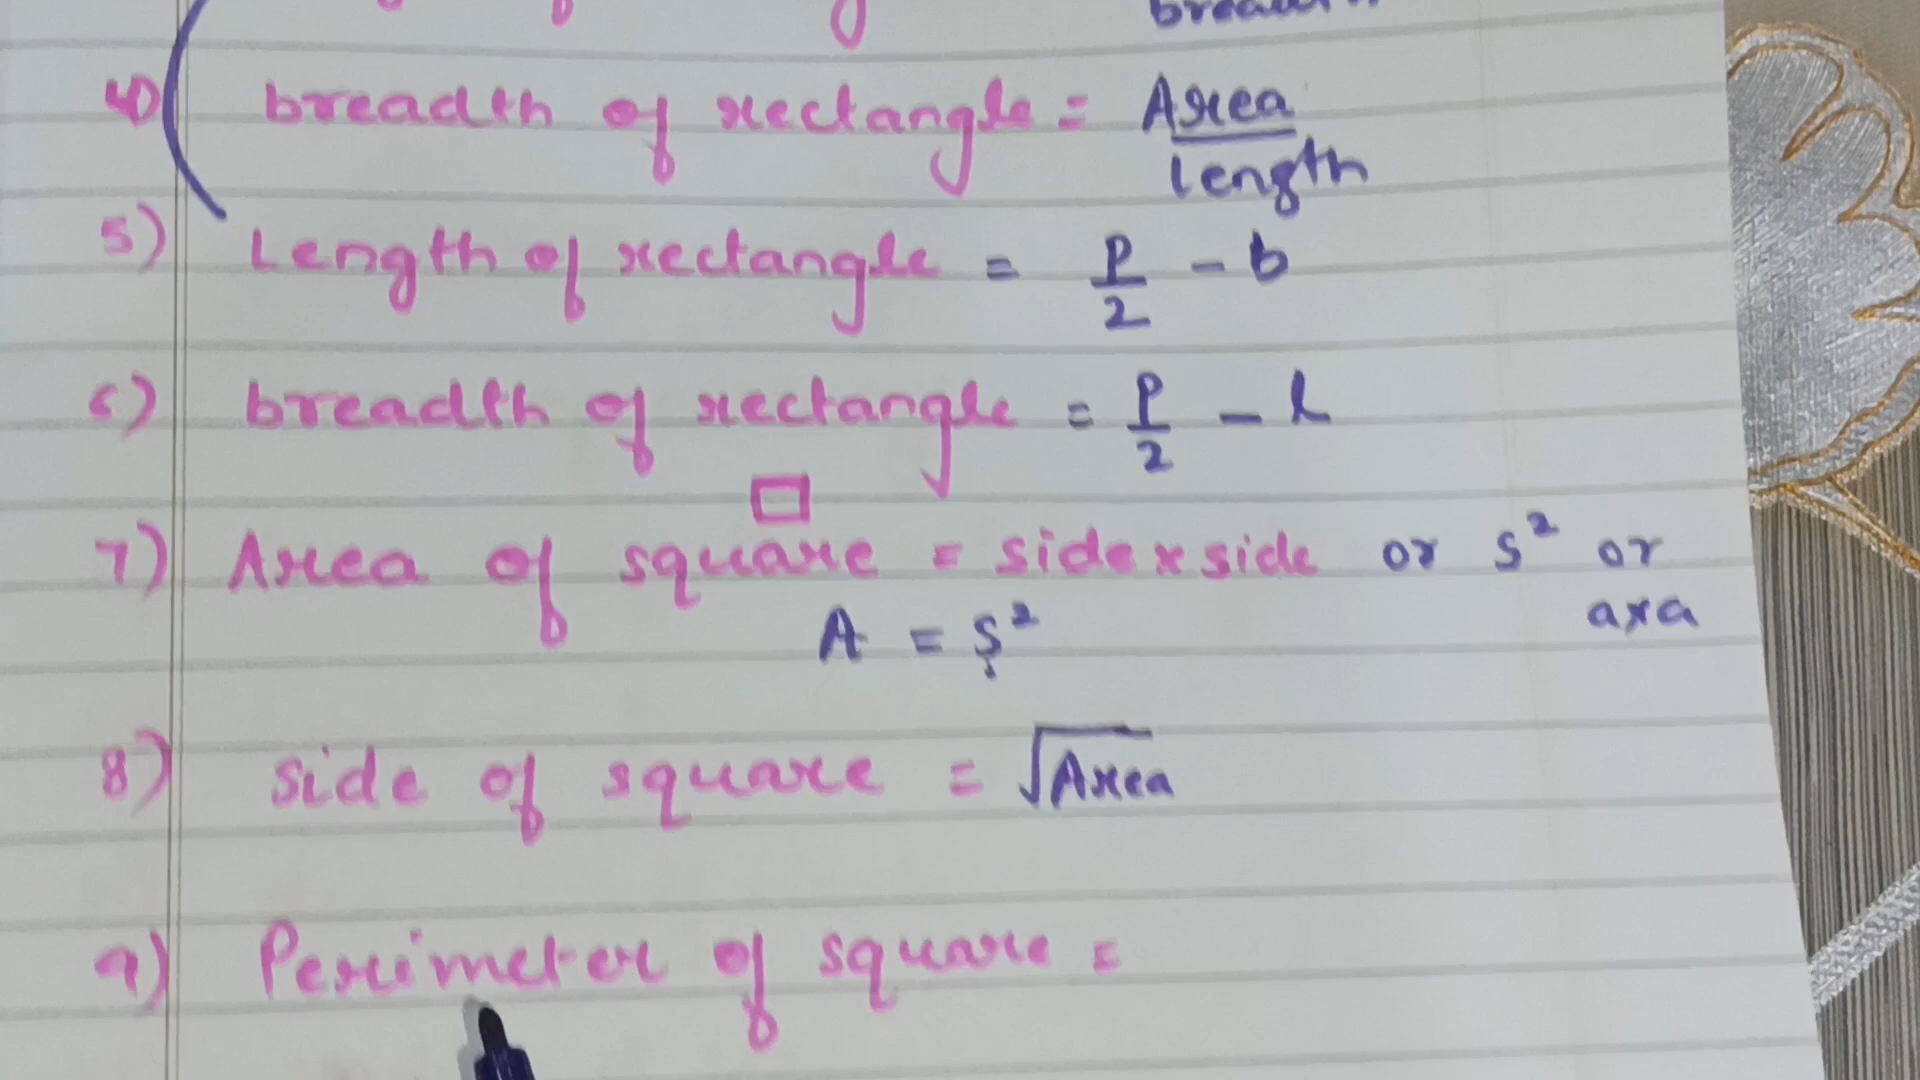 4) breadth of rectangle = Area / length
5) Length of rectangle = P/2 - b
6) breadth of rectangle = P/2 - l
7) Area of square = side x side or s² or
axa
A = s²
8) side of square = √Area
9) Perimeter of square =